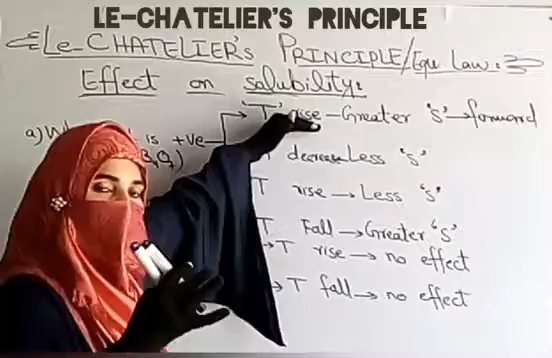 LE-CHATELIER'S PRINCIPLE
Le-CHATELIER'S PRINCIPLE/Equ Law:
Effect on solubility:
'T' rise – Greater 's' → forward
a) is +ve
decrease Less 's'
T rise → Less 's'
T Fall → Greater 's'
→ T rise → no effect
→ T fall → no effect